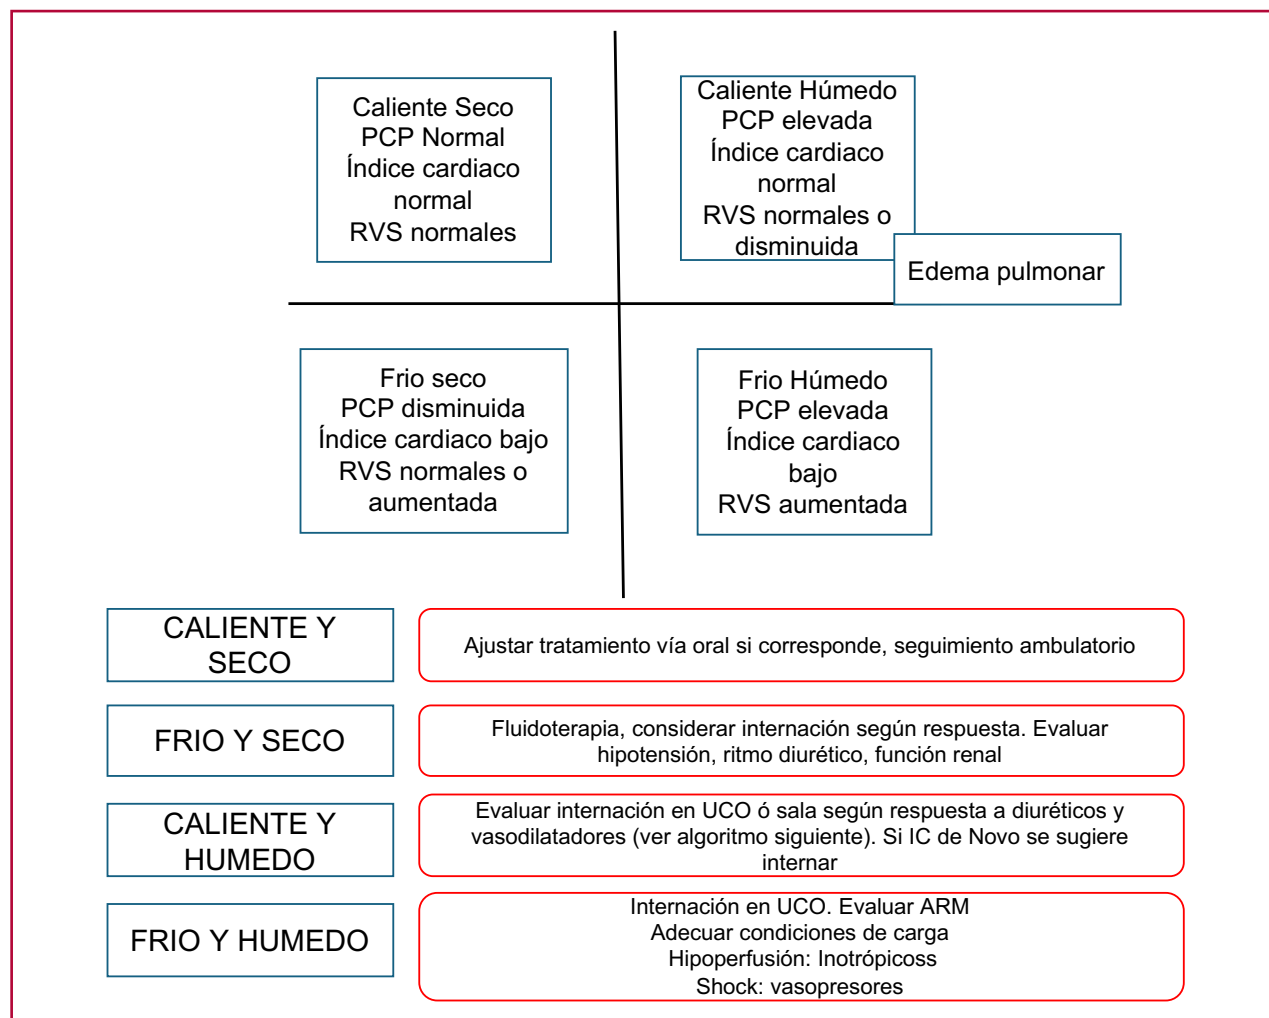 Caliente Seco
PCP Normal
Índice cardiaco
normal
RVS normales
Caliente Húmedo
PCP elevada
Índice cardiaco
normal
RVS normales o
disminuida
Edema pulmonar
Frio seco
PCP disminuida
Índice cardiaco bajo
RVS normales o
aumentada
Frio Húmedo
PCP elevada
Índice cardiaco
bajo
RVS aumentada
CALIENTE Y
SECO
Ajustar tratamiento vía oral si corresponde, seguimiento ambulatorio
FRIO Y SECO
Fluidoterapia, considerar internación según respuesta. Evaluar
hipotensión, ritmo diurético, función renal
CALIENTE Y
HUMEDO
Evaluar internación en UCO ó sala según respuesta a diuréticos y
vasodilatadores (ver algoritmo siguiente). Si IC de Novo se sugiere
internar
FRIO Y HUMEDO
Internación en UCO. Evaluar ARM
Adecuar condiciones de carga
Hipoperfusión: Inotrópicoss
Shock: vasopresores